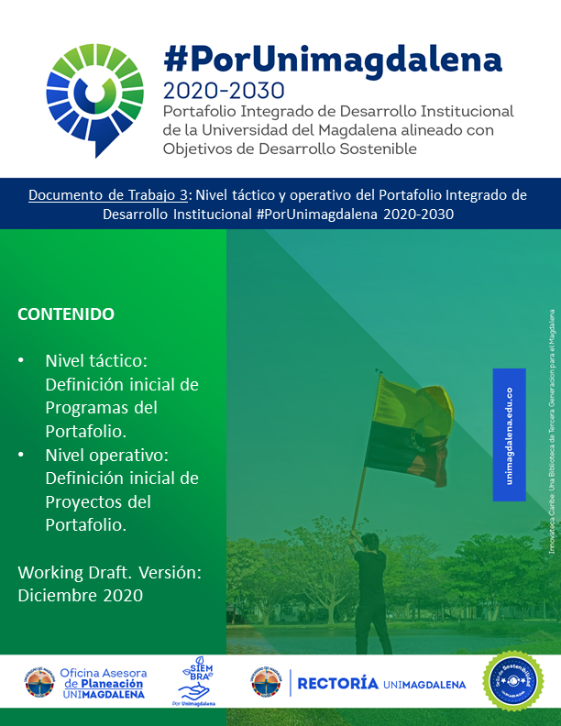 #PorUnimagdalena
2020-2030
Portafolio Integrado de Desarrollo Institucional
de la Universidad del Magdalena alineado con
Objetivos de Desarrollo Sostenible
Documento de Trabajo 3: Nivel táctico y operativo del Portafolio Integrado de
Desarrollo Institucional #PorUnimagdalena 2020-2030
CONTENIDO
• Nivel táctico:
Definición inicial de
Programas del
Portafolio.
• Nivel operativo:
Definición inicial de
Proyectos del
Portafolio.
Working Draft. Versión:
Diciembre 2020
unimagdalena.edu.co
Innovateca Caribe: Una Biblioteca de Tercera Generacion para el Magdalena
Oficina Asesora
de Planeación
UNIMAGDALENA
SIEM
BRA
Por Unimagdalena
RECTORÍA UNIMAGDALENA